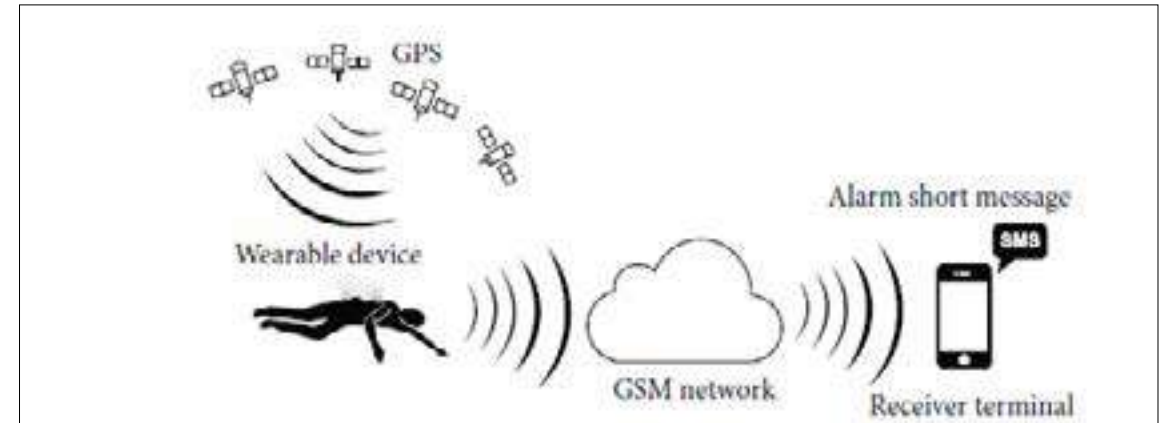 GPS
Wearable device
Alarm short message
SMS
GSM network
Receiver terminal